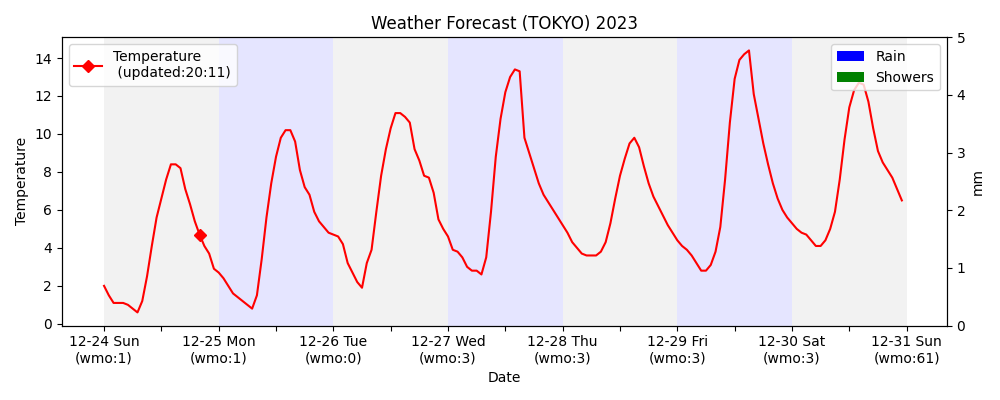 Weather Forecast (TOKYO) 2023
Temperature
(updated:20:11)
Rain
Showers
Temperature
14
12
10
8
6
4
2
0
5
4
3
2
1
0
mm
12-24 Sun
(wmo:1)
12-25 Mon
(wmo:1)
12-26 Tue
(wmo:0)
12-27 Wed
(wmo:3)
12-28 Thu
(wmo:3)
12-29 Fri
(wmo:3)
12-30 Sat
(wmo:3)
12-31 Sun
(wmo:61)
Date